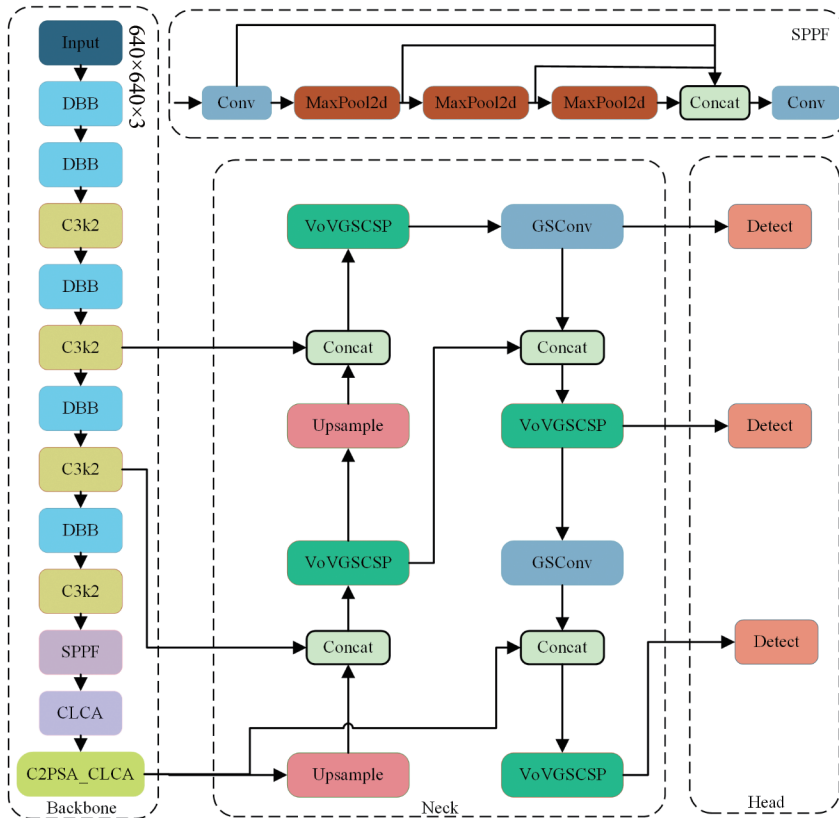 Input
640×640×3
DBB
DBB
C3k2
DBB
C3k2
DBB
C3k2
DBB
C3k2
SPPF
CLCA
C2PSA_CLCA
Backbone
SPPF
Conv
MaxPool2d
MaxPool2d
MaxPool2d
Concat
Conv
VoVGSCSP
GSConv
Concat
Concat
Upsample
VoVGSCSP
VoVGSCSP
GSConv
Concat
Concat
Upsample
VoVGSCSP
Neck
Detect
Detect
Detect
Head